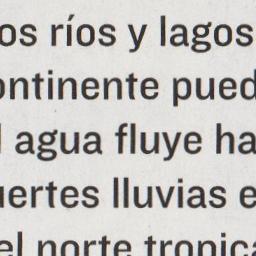 os ríos y lagos
ontinente pued
l agua fluye ha
uertes lluvias e
el norte tropica